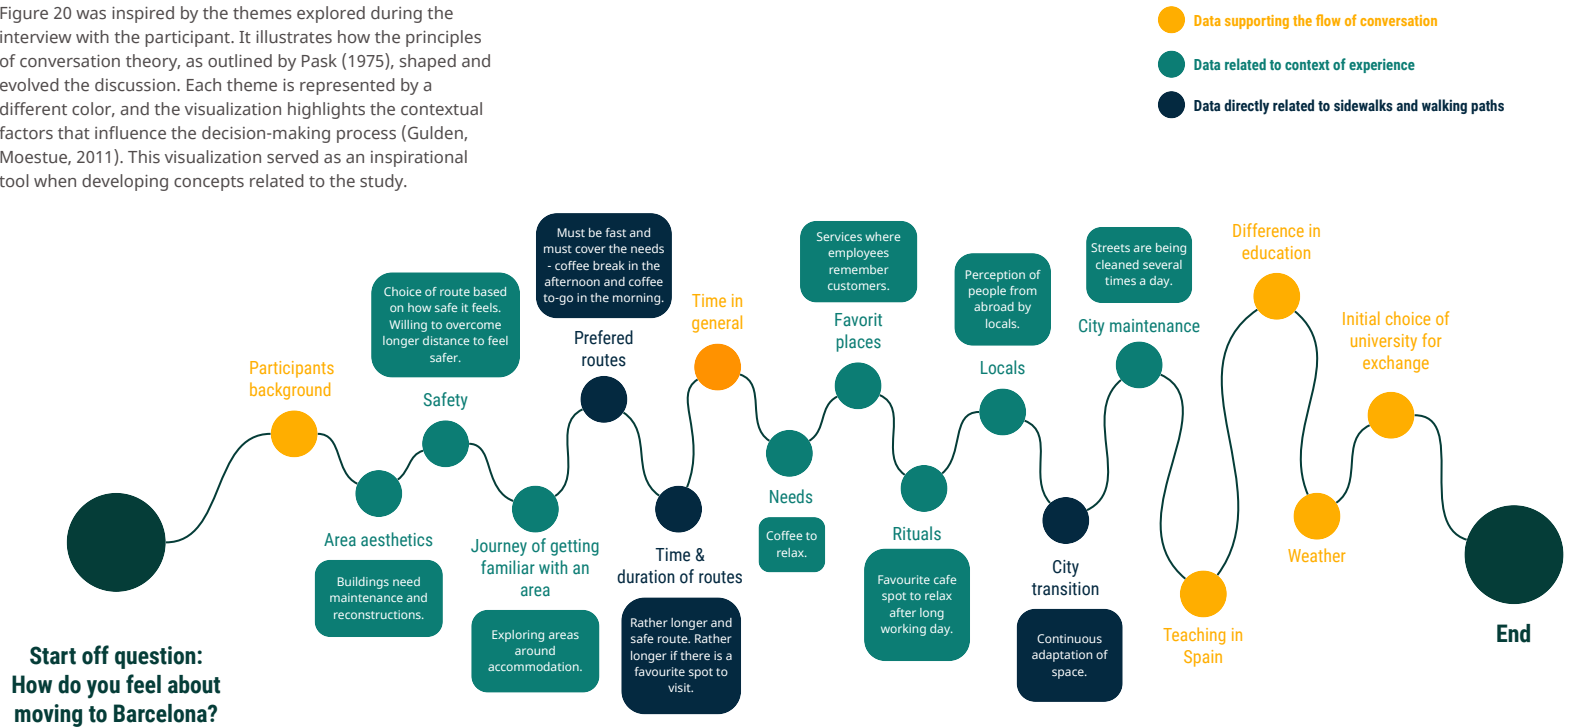 Figure 20 was inspired by the themes explored during the
interview with the participant. It illustrates how the principles
of conversation theory, as outlined by Pask (1975), shaped and
evolved the discussion. Each theme is represented by a
different color, and the visualization highlights the contextual
factors that influence the decision-making process (Gulden,
Moestue, 2011). This visualization served as an inspirational
tool when developing concepts related to the study.
Data supporting the flow of conversation
Data related to context of experience
Data directly related to sidewalks and walking paths
Start off question:
How do you feel about
moving to Barcelona?
Participants
background
Area aesthetics
Buildings need
maintenance and
reconstructions.
Choice of route based
on how safe it feels.
Willing to overcome
longer distance to feel
safer.
Safety
Journey of getting
familiar with an
area
Exploring areas
around
accommodation.
Must be fast and
must cover the needs
- coffee break in the
afternoon and coffee
to-go in the morning.
Prefered
routes
Time &
duration of routes
Rather longer and
safe route. Rather
longer if there is a
favourite spot to
visit.
Time in
general
Needs
Coffee to
relax.
Services where
employees
remember
customers.
Favorit
places
Rituals
Favourite cafe
spot to relax
after long
working day.
Perception of
people from
abroad by
locals.
Locals
City
transition
Continuous
adaptation of
space.
Streets are being
cleaned several
times a day.
City maintenance
Teaching in
Spain
Difference in
education
Weather
Initial choice of
university for
exchange
End